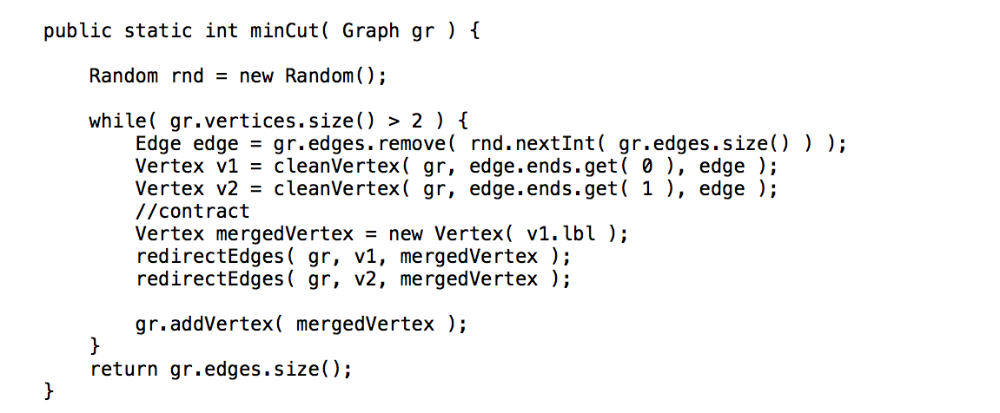 public static int minCut( Graph gr ) {
Random rnd = new Random();
while( gr.vertices.size() > 2 ) {
Edge edge = gr.edges.remove( rnd.nextInt( gr.edges.size() ) );
Vertex v1 = cleanVertex( gr, edge.ends.get( 0 ), edge );
Vertex v2 = cleanVertex( gr, edge.ends.get( 1 ), edge );
//contract
Vertex mergedVertex = new Vertex( v1.lbl );
redirectEdges( gr, v1, mergedVertex );
redirectEdges( gr, v2, mergedVertex );
gr.addVertex( mergedVertex );
}
return gr.edges.size();
}